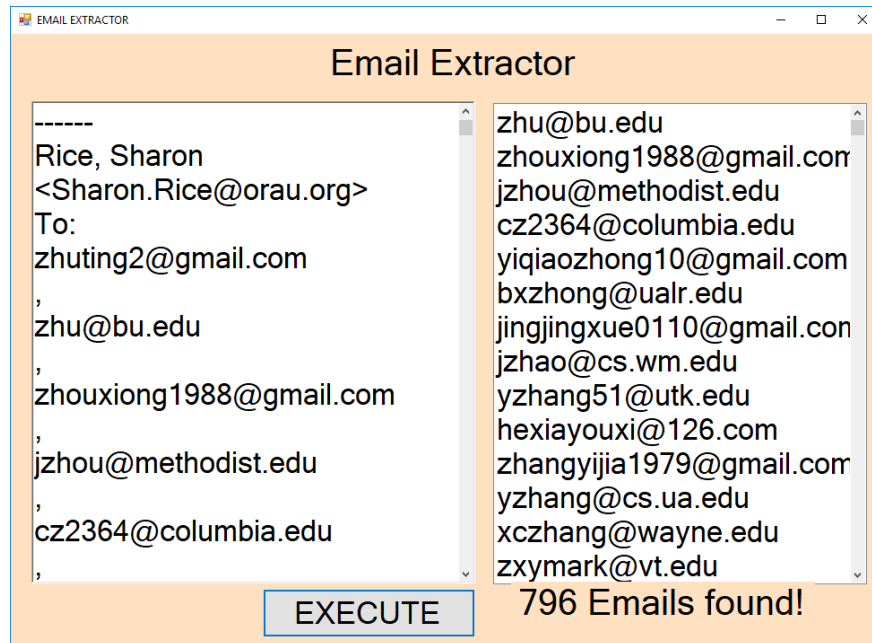 EMAIL EXTRACTOR
Email Extractor
------
Rice, Sharon
<Sharon.Rice@orau.org>
To:
zhuting2@gmail.com
,
zhu@bu.edu
,
zhouxiong1988@gmail.com
,
jzhou@methodist.edu
,
cz2364@columbia.edu
,
zhu@bu.edu
zhouxiong1988@gmail.com
jzhou@methodist.edu
cz2364@columbia.edu
yiqiaozhong10@gmail.com
bxzhong@ualr.edu
jingjingxue0110@gmail.com
jzhao@cs.wm.edu
yzhang51@utk.edu
hexiayouxi@126.com
zhangyijia1979@gmail.com
yzhang@cs.ua.edu
xczhang@wayne.edu
zxymark@vt.edu
EXECUTE
796 Emails found!